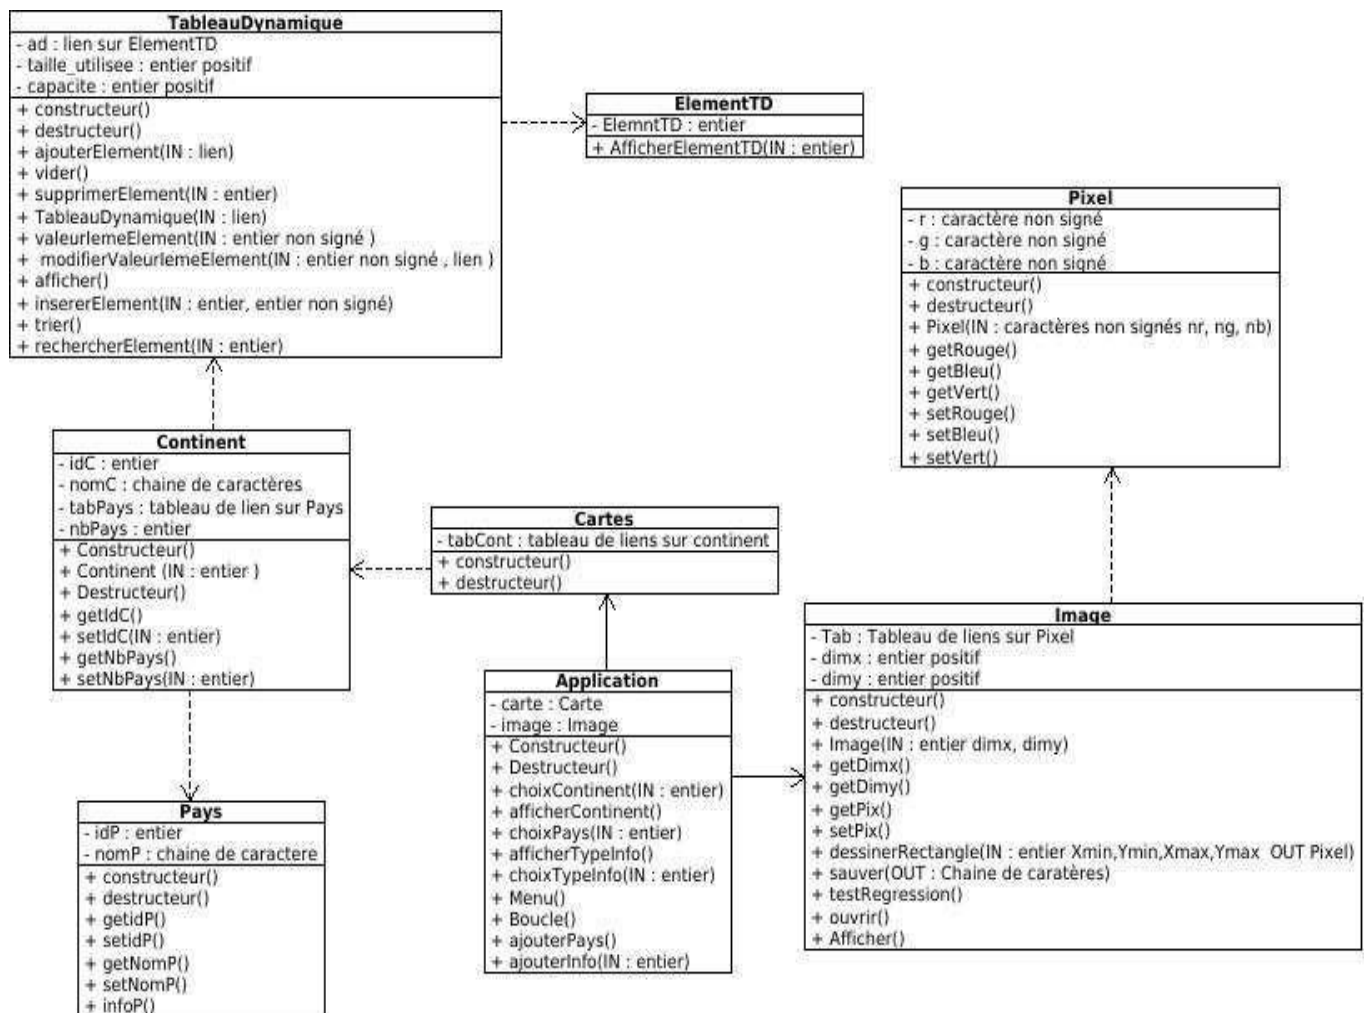 TableauDynamique
- ad : lien sur ElementTD
- taille_utilisee : entier positif
- capacite : entier positif
+ constructeur()
+ destructeur()
+ ajouterElement(IN : lien)
+ vider()
+ supprimerElement(IN : entier)
+ TableauDynamique(IN : lien)
+ valeurIemeElement(IN : entier non signé )
+ modifierValeurIemeElement(IN : entier non signé , lien )
+ afficher()
+ insererElement(IN : entier, entier non signé)
+ trier()
+ rechercherElement(IN : entier)
ElementTD
- ElemntTD : entier
+ AfficherElementTD(IN : entier)
Pixel
- r : caractère non signé
- g : caractère non signé
- b : caractère non signé
+ constructeur()
+ destructeur()
+ Pixel(IN : caractères non signés nr, ng, nb)
+ getRouge()
+ getBleu()
+ getVert()
+ setRouge()
+ setBleu()
+ setVert()
Continent
- idC : entier
- nomC : chaine de caractères
- tabPays : tableau de lien sur Pays
- nbPays : entier
+ Constructeur()
+ Continent (IN : entier )
+ Destructeur()
+ getIdC()
+ setIdC(IN : entier)
+ getNbPays()
+ setNbPays(IN : entier)
Cartes
- tabCont : tableau de liens sur continent
+ constructeur()
+ destructeur()
Image
- Tab : Tableau de liens sur Pixel
- dimx : entier positif
- dimy : entier positif
+ constructeur()
+ destructeur()
+ Image(IN : entier dimx, dimy)
+ getDimx()
+ getDimy()
+ getPix()
+ setPix()
+ dessinerRectangle(IN : entier Xmin,Ymin,Xmax,Ymax OUT Pixel)
+ sauver(OUT : Chaine de caratères)
+ testRegression()
+ ouvrir()
+ Afficher()
Application
- carte : Carte
- image : Image
+ Constructeur()
+ Destructeur()
+ choixContinent(IN : entier)
+ afficherContinent()
+ choixPays(IN : entier)
+ afficherTypeInfo()
+ choixTypeInfo(IN : entier)
+ Menu()
+ Boucle()
+ ajouterPays()
+ ajouterInfo(IN : entier)
Pays
- idP : entier
- nomP : chaine de caractere
+ constructeur()
+ destructeur()
+ getidP()
+ setidP()
+ getNomP()
+ setNomP()
+ infoP()